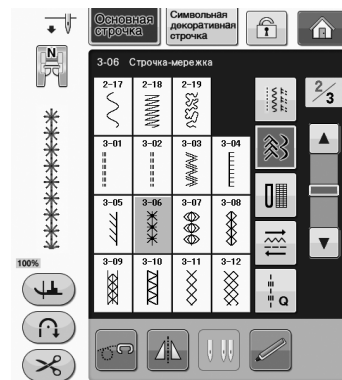 Основная
строчка
Символьная
декоративная
строчка
N
3-06 Строчка-мережка
2/3
2-17 2-18 2-19
3-01 3-02 3-03 3-04
3-05 3-06 3-07 3-08
100%
3-09 3-10 3-11 3-12
Q